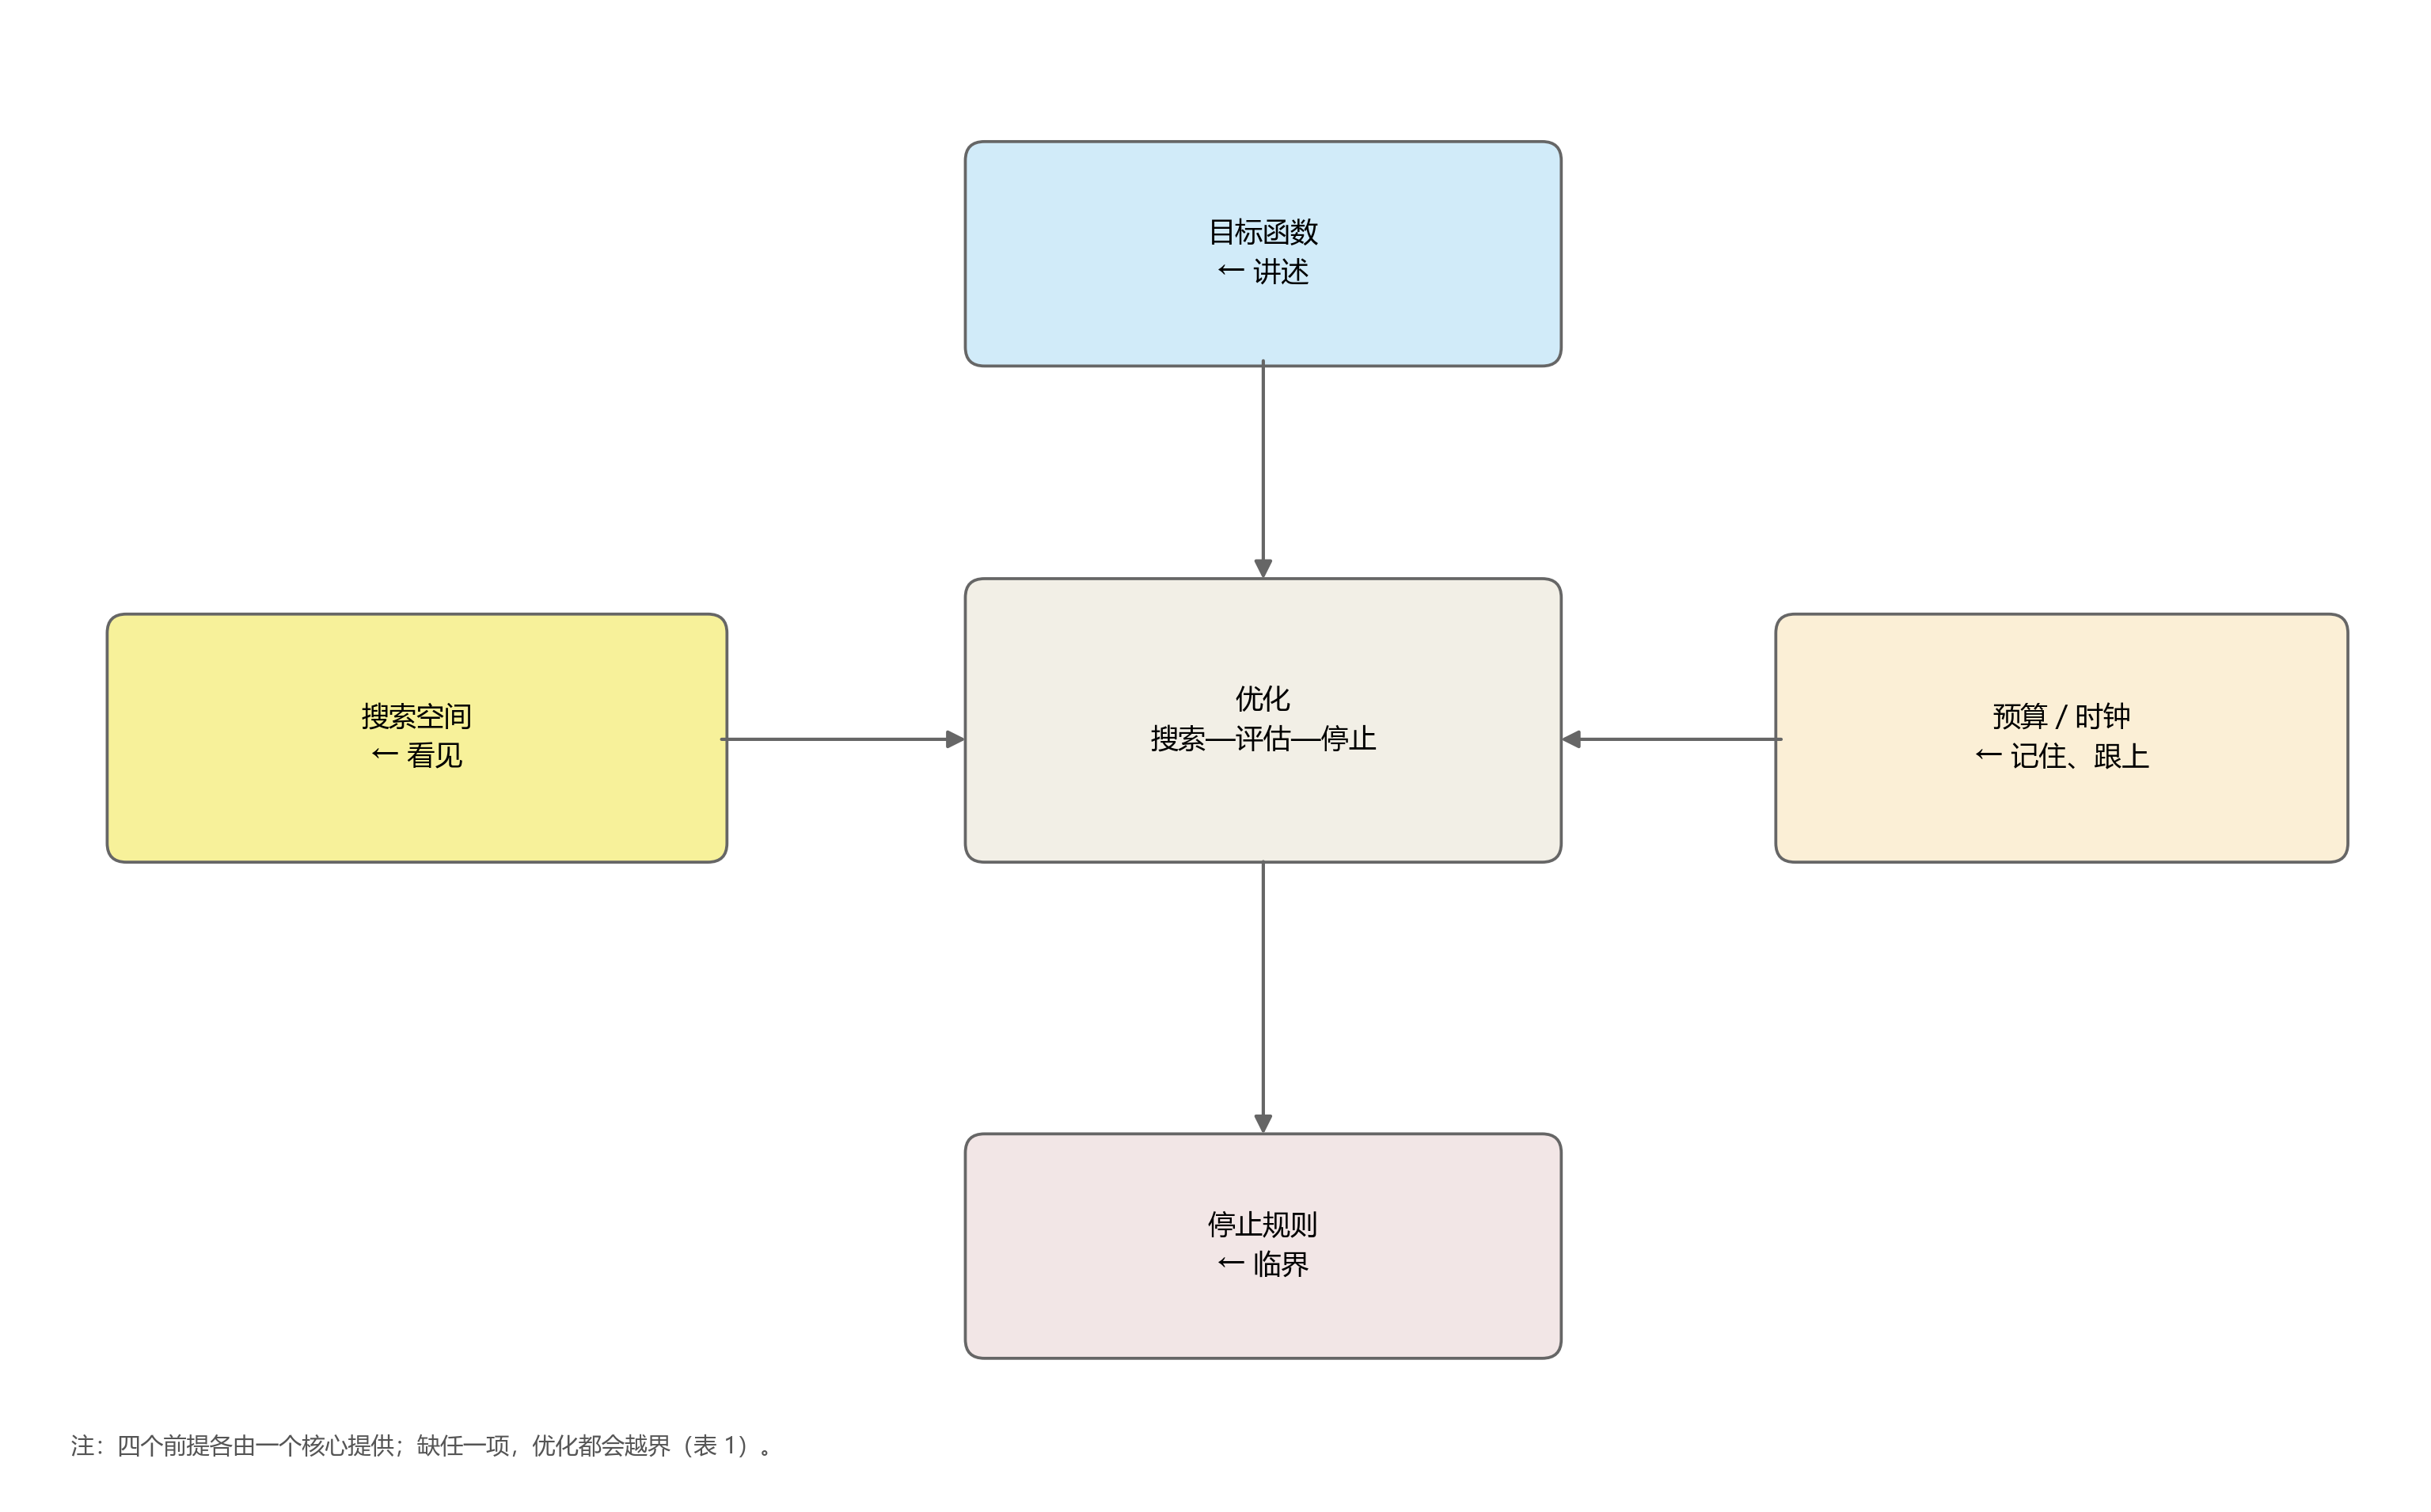 目标函数
← 讲述
搜索空间
← 看见
优化
搜索—评估—停止
预算 / 时钟
← 记住、跟上
停止规则
← 临界
注：四个前提各由一个核心提供；缺任一项，优化都会越界（表 1）。